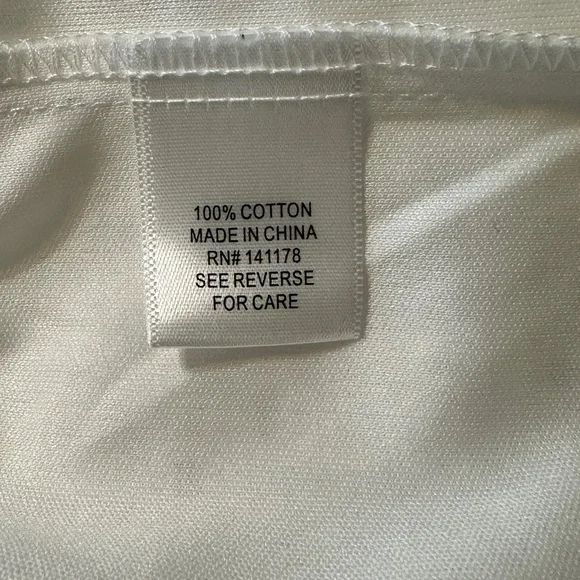 100% COTTON
MADE IN CHINA
RN# 141178
SEE REVERSE
FOR CARE